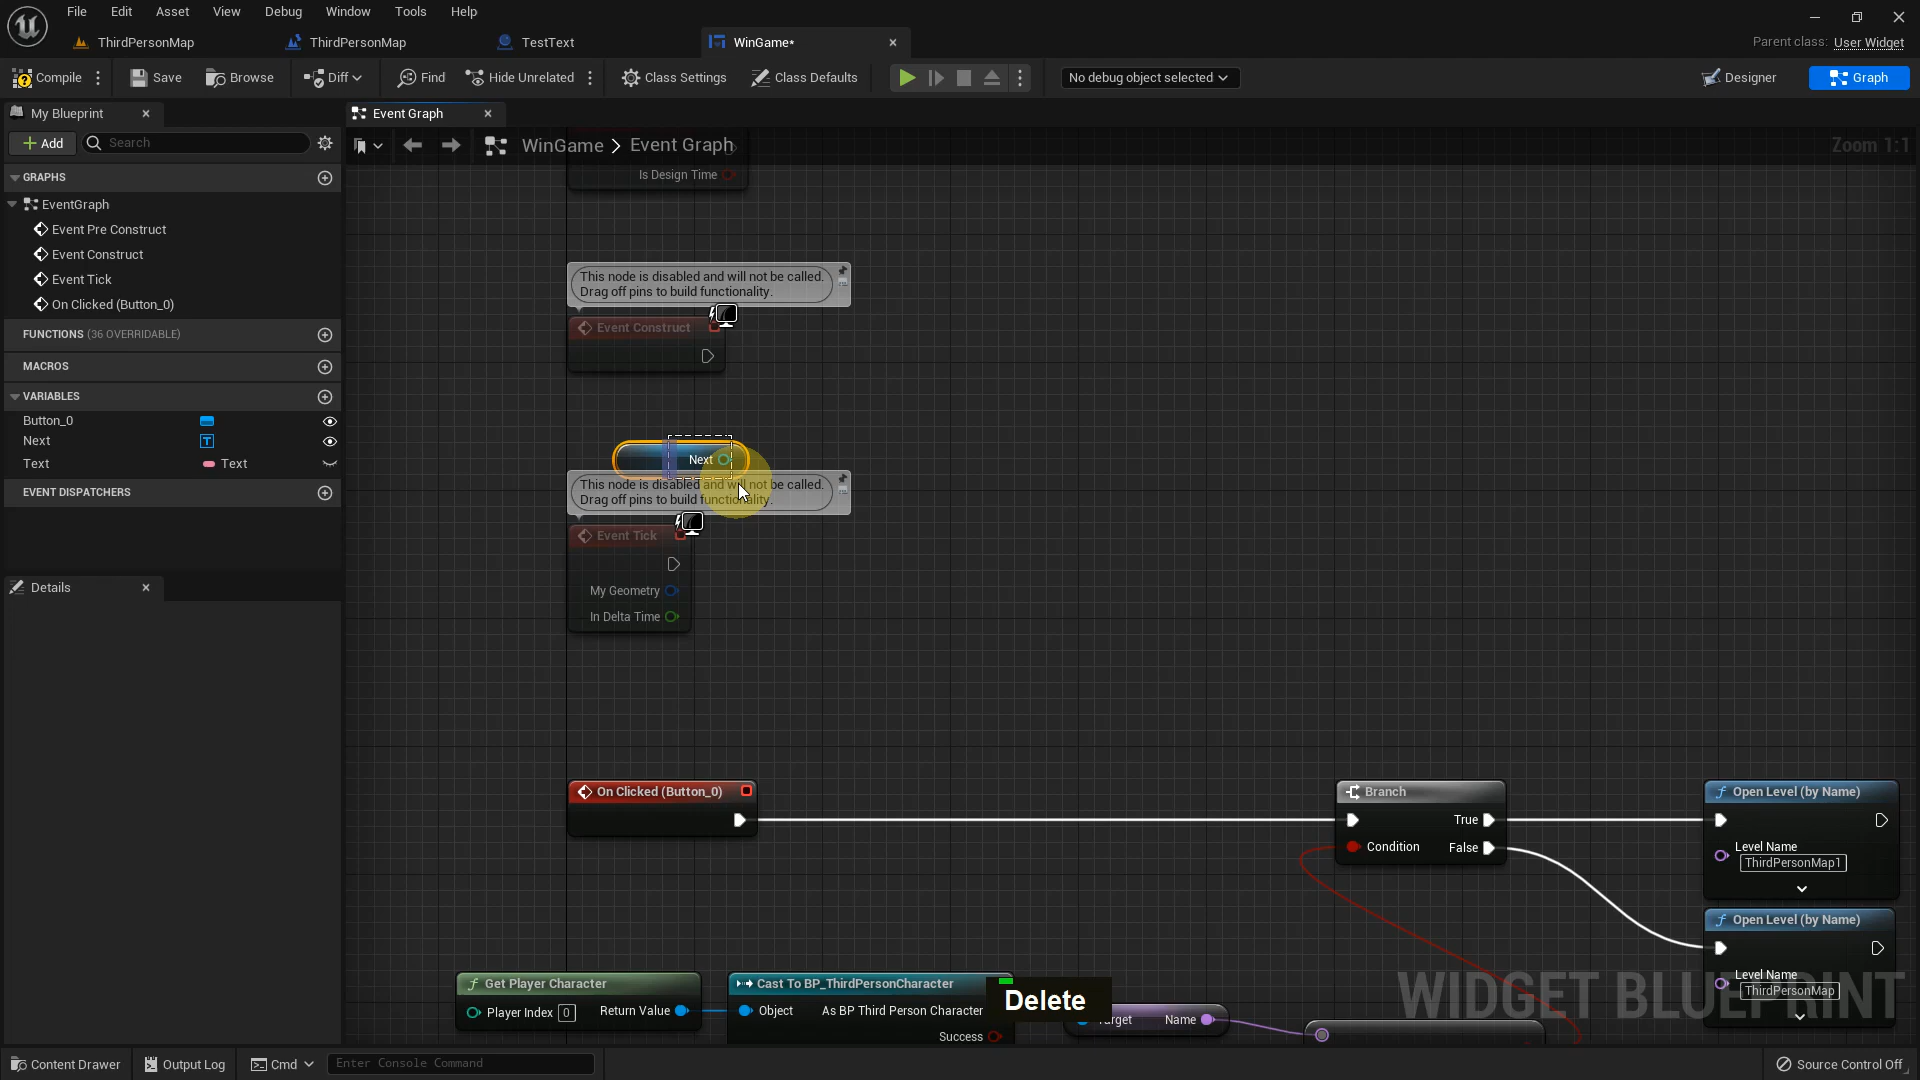 File Edit Asset View Debug Window Tools Help
ThirdPersonMap ThirdPersonMap TestText WinGame*
Parent class: User Widget
Compile Save Browse Diff Find Hide Unrelated Class Settings Class Defaults No debug object selected Designer Graph
My Blueprint
Event Graph
Add Search
WinGame > Event Graph
Zoom 1:1
Is Design Time
GRAPHS
EventGraph
Event Pre Construct
Event Construct
Event Tick
On Clicked (Button_0)
FUNCTIONS (36 OVERRIDABLE)
MACROS
VARIABLES
Button_0
Next
Text Text
EVENT DISPATCHERS
Details
This node is disabled and will not be called.
Drag off pins to build functionality.
Event Construct
Next
This node is disabled and will not be called.
Drag off pins to build functionality.
Event Tick
My Geometry
In Delta Time
On Clicked (Button_0)
Branch
True
Condition False
Open Level (by Name)
Level Name
ThirdPersonMap1
Open Level (by Name)
Level Name
ThirdPersonMap
Get Player Character
Player Index 0 Return Value
Cast To BP_ThirdPersonCharacter
Object As BP Third Person Character
Success
Delete
Target Name
WIDGET BLUEPRINT
Content Drawer Output Log Cmd Enter Console Command Source Control Off